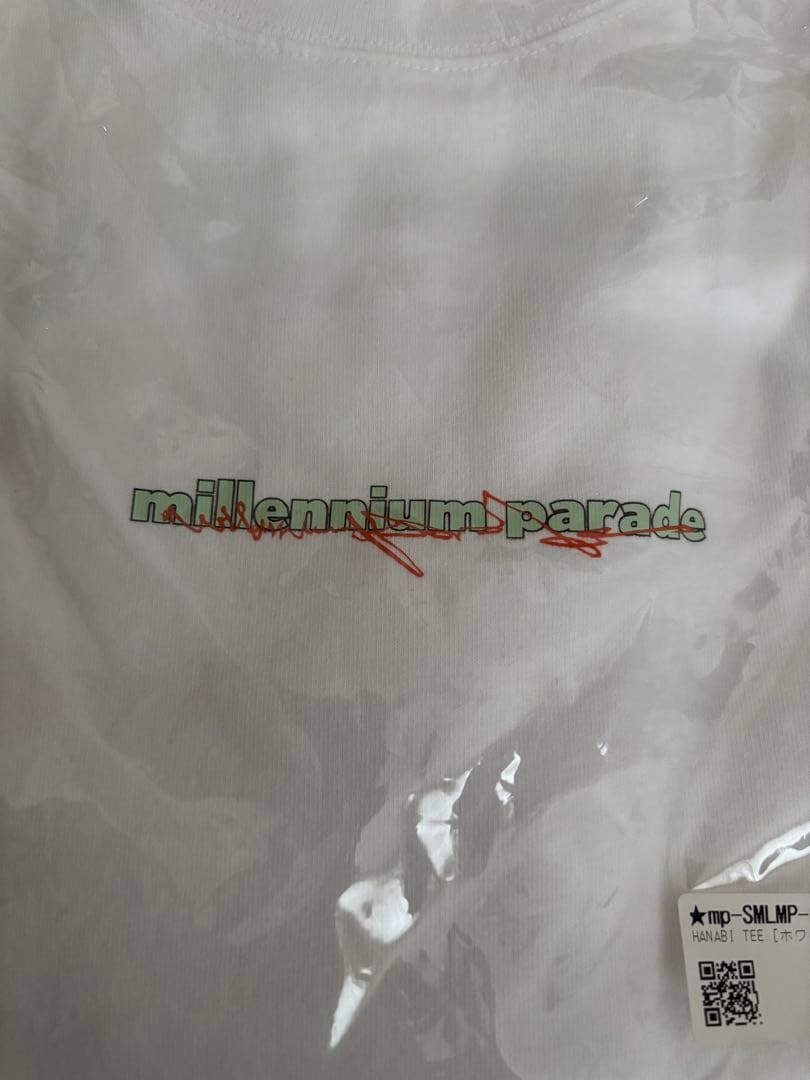 millennium parade
★mp-SMLMP-
HANABI TEE [ホワ